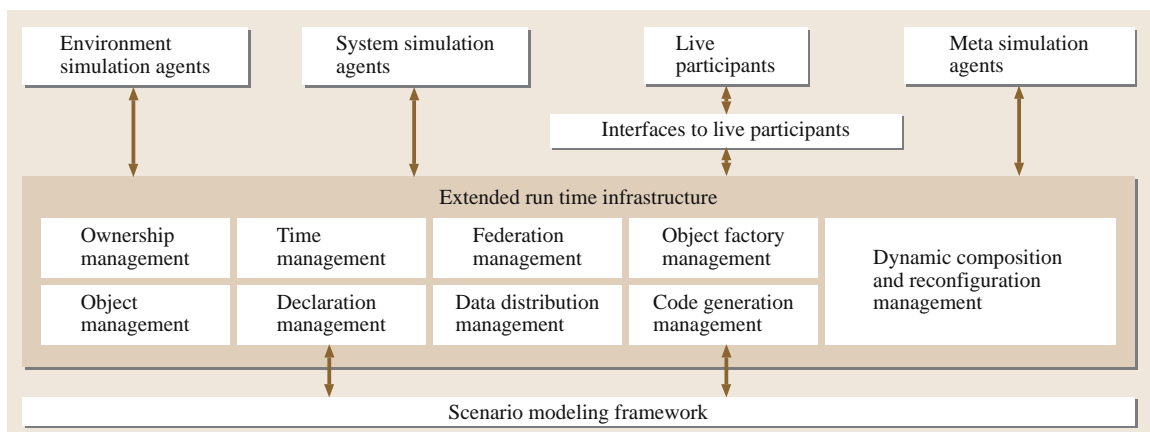 Environment
simulation agents
System simulation
agents
Live
participants
Meta simulation
agents
Interfaces to live participants
Extended run time infrastructure
Ownership
management
Time
management
Federation
management
Object factory
management
Dynamic composition
and reconfiguration
management
Object
management
Declaration
management
Data distribution
management
Code generation
management
Scenario modeling framework